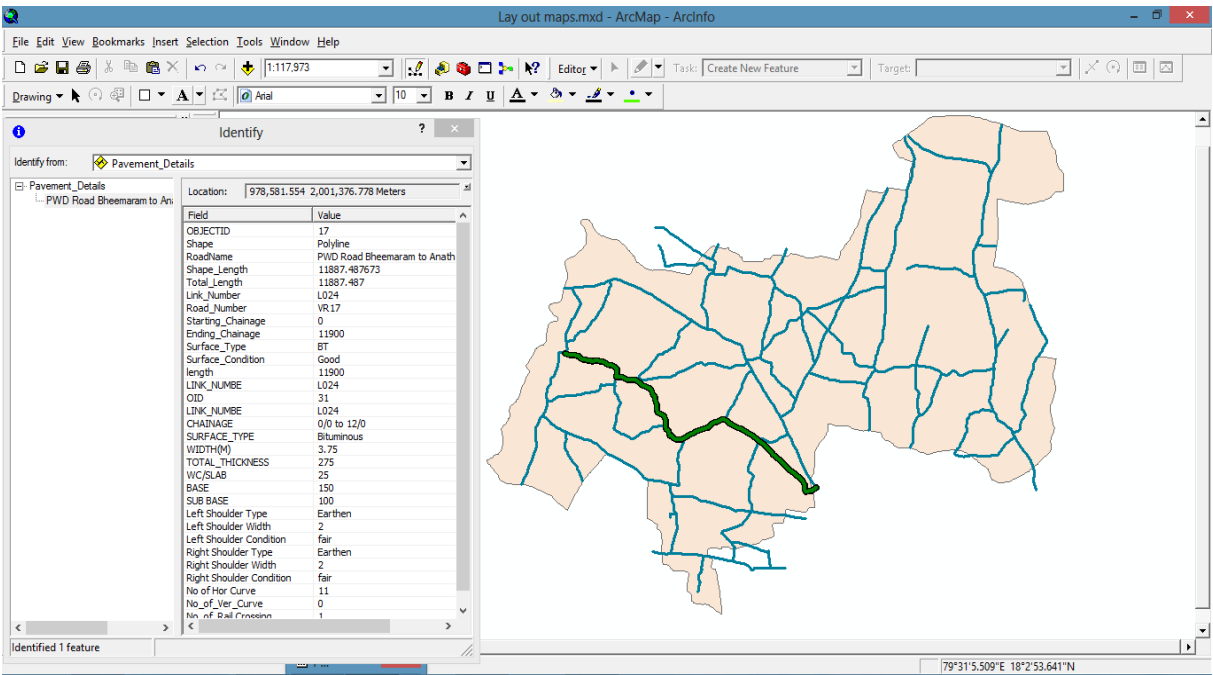 Lay out maps.mxd - ArcMap - ArcInfo
File Edit View Bookmarks Insert Selection Tools Window Help
1:117,973 Editor Task: Create New Feature Target:
Drawing A Arial 10 B I U A
Identify ?
Identify from: Pavement_Details
Pavement_Details
PWD Road Bheemaram to Ana
Location: 978,581.554 2,001,376.778 Meters
Field Value
OBJECTID 17
Shape Polyline
RoadName PWD Road Bheemaram to Anath
Shape_Length 11887.487673
Total_Length 11887.487
Link_Number L024
Road_Number VR17
Starting_Chainage 0
Ending_Chainage 11900
Surface_Type BT
Surface_Condition Good
length 11900
LINK_NUMBE L024
OID 31
LINK_NUMBE L024
CHAINAGE 0/0 to 12/0
SURFACE_TYPE Bituminous
WIDTH(M) 3.75
TOTAL_THICKNESS 275
WC/SLAB 25
BASE 150
SUB BASE 100
Left Shoulder Type Earthen
Left Shoulder Width 2
Left Shoulder Condition fair
Right Shoulder Type Earthen
Right Shoulder Width 2
Right Shoulder Condition fair
No of Hor Curve 11
No_of_Ver_Curve 0
No_of_Rail Crossing 1
Identified 1 feature
79°31'5.509"E 18°2'53.641"N